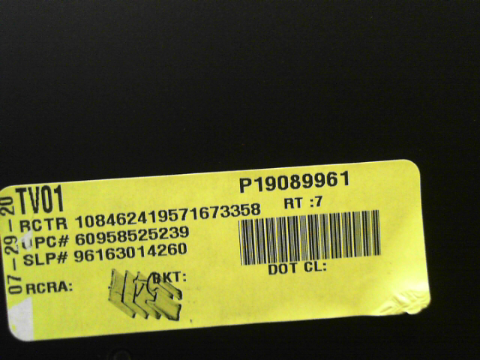 07-29-20
TV01
P19089961
RCTR 108462419571673358
RT :7
UPC# 60958525239
SLP# 96163014260
DOT CL:
RCRA:
BKT: